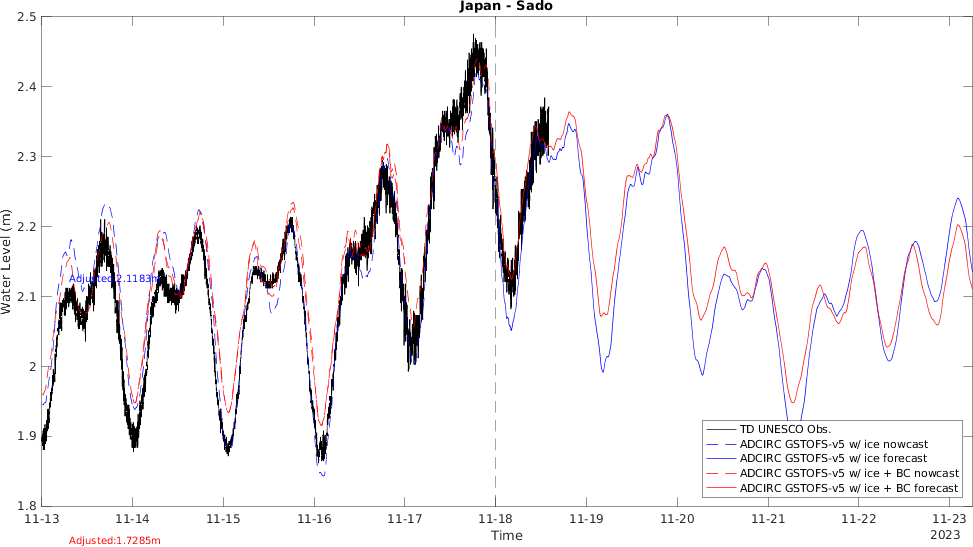 Japan - Sado
2.5
2.4
2.3
2.2
2.1
2
1.9
1.8
Water Level (m)
Adjusted:2.1183m
TD UNESCO Obs.
ADCIRC GSTOFS-v5 w/ ice nowcast
ADCIRC GSTOFS-v5 w/ ice forecast
ADCIRC GSTOFS-v5 w/ ice + BC nowcast
ADCIRC GSTOFS-v5 w/ ice + BC forecast
11-13 11-14 11-15 11-16 11-17 11-18 11-19 11-20 11-21 11-22 11-23
Time
2023
Adjusted:1.7285m